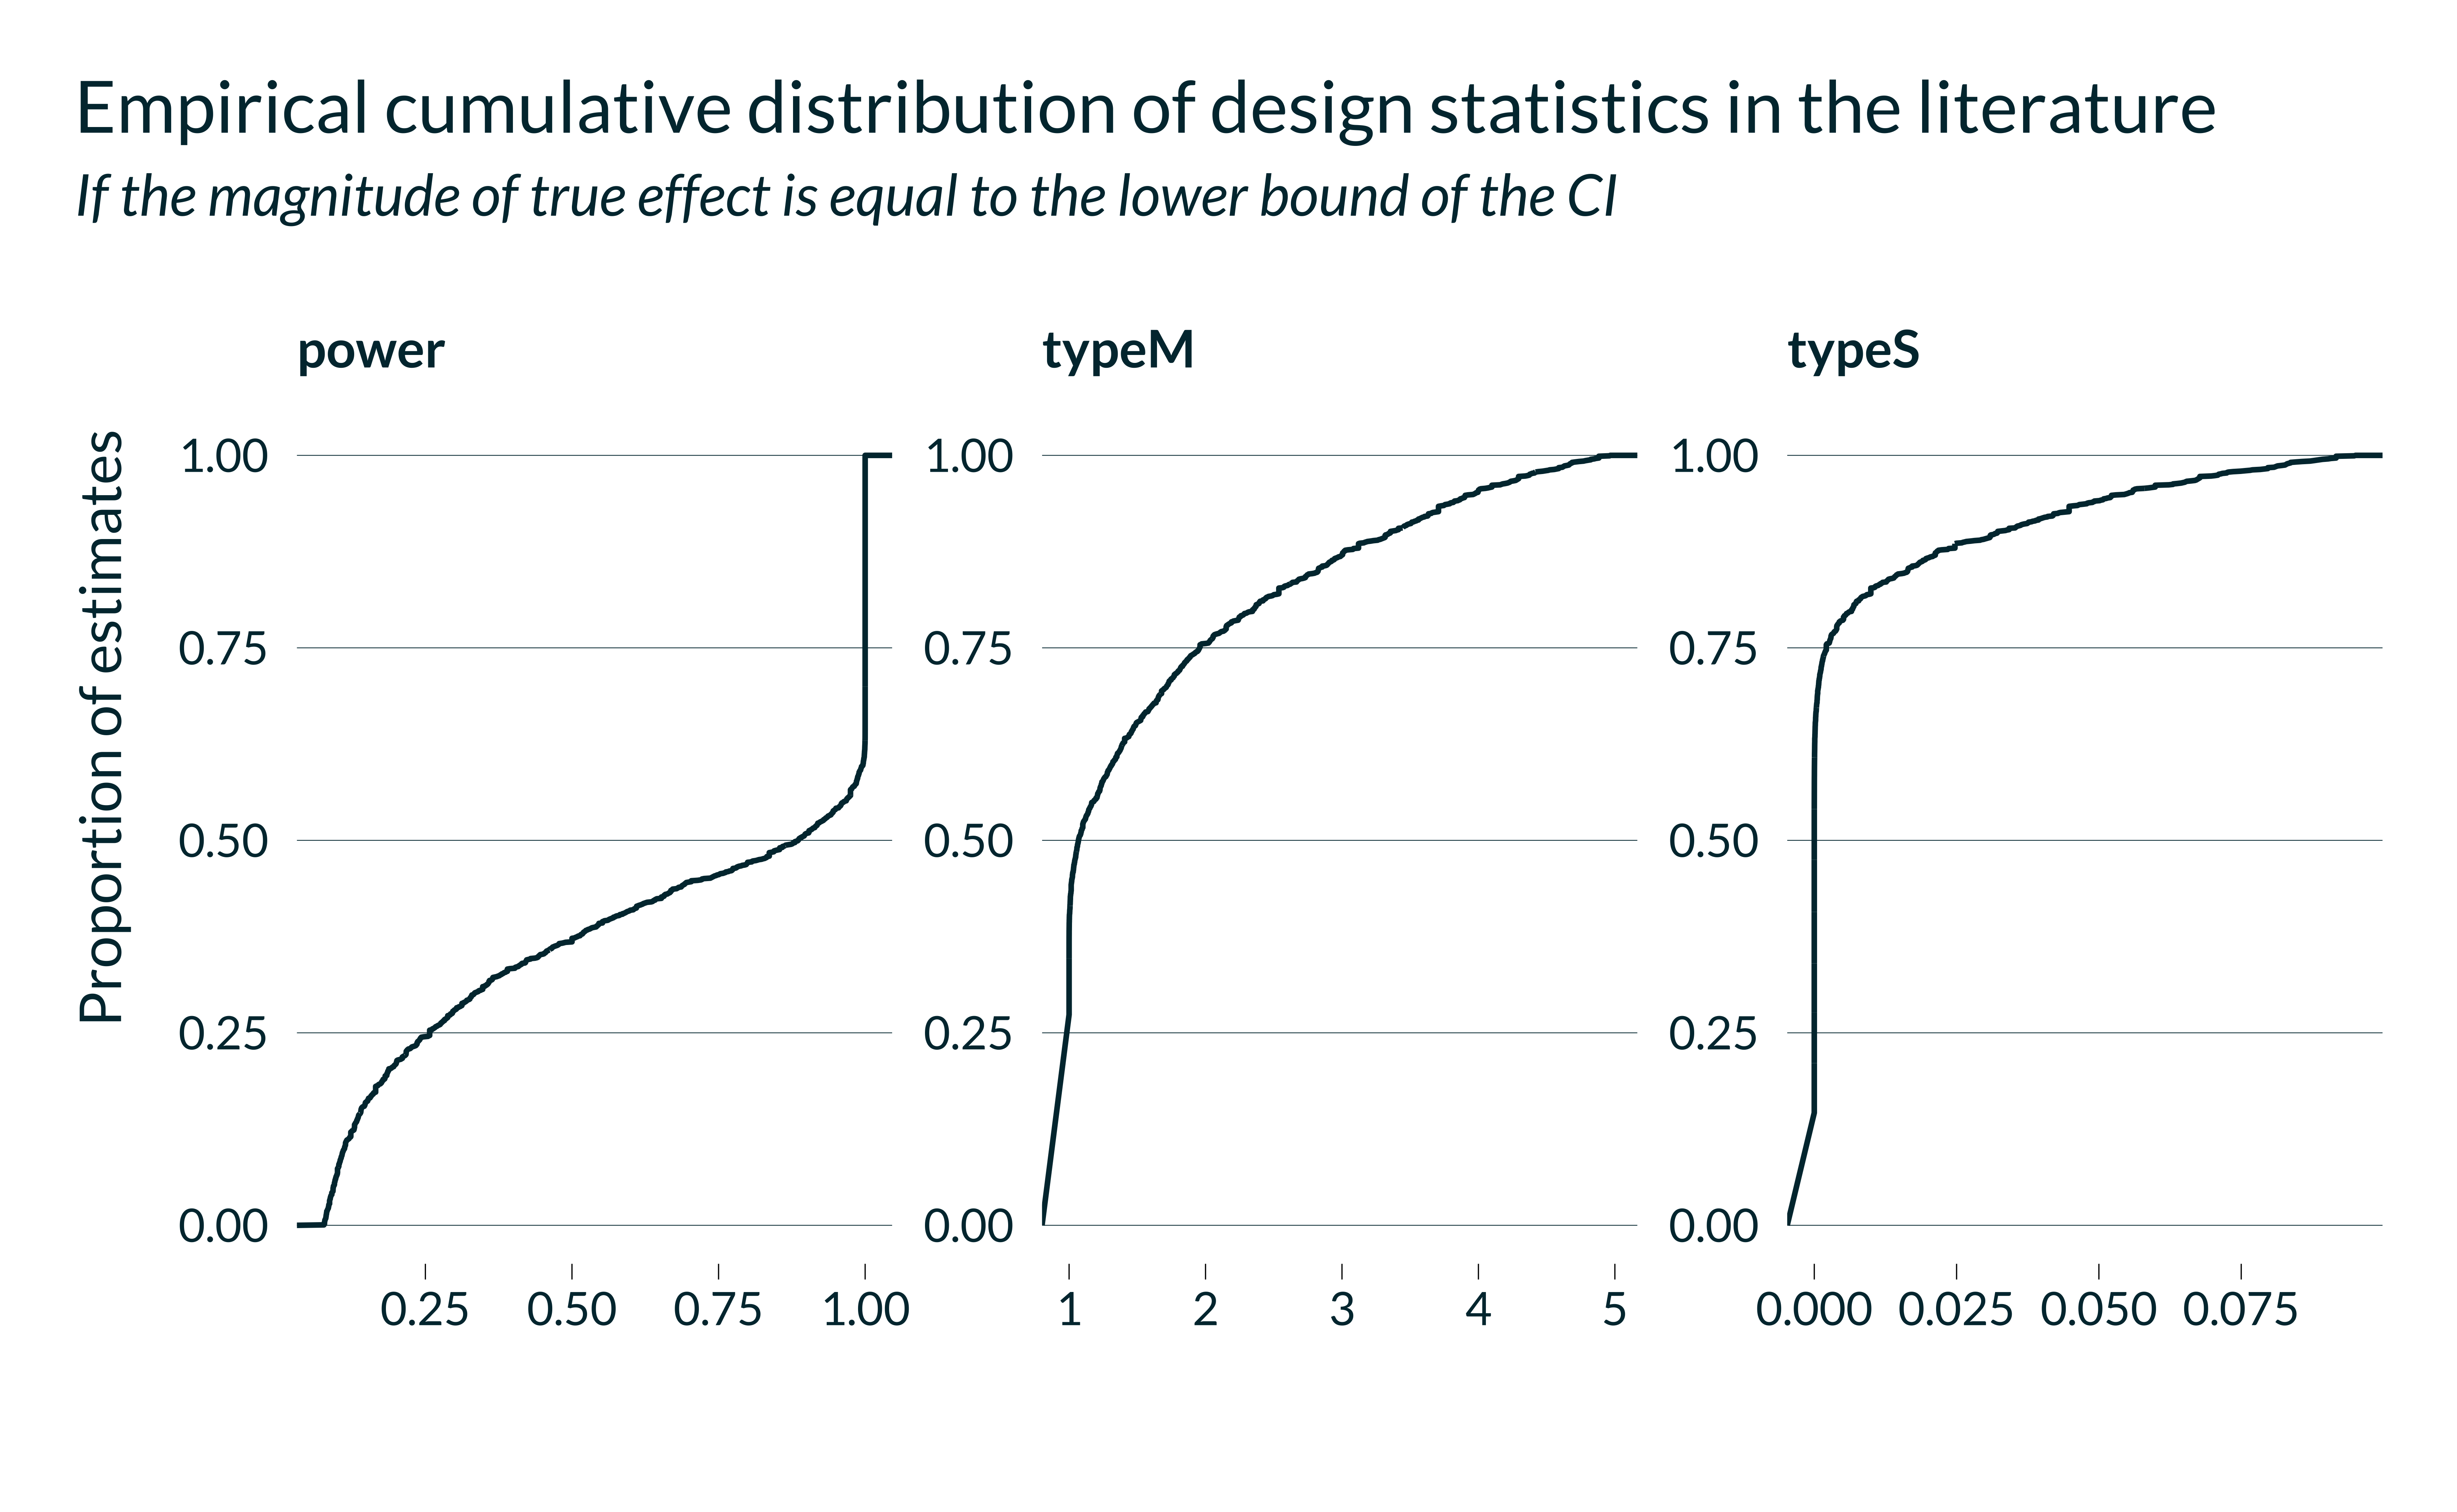 Empirical cumulative distribution of design statistics in the literature
If the magnitude of true effect is equal to the lower bound of the CI
power
typeM
typeS
Proportion of estimates
1.00
0.75
0.50
0.25
0.00
0.25 0.50 0.75 1.00
1.00
0.75
0.50
0.25
0.00
1 2 3 4 5
1.00
0.75
0.50
0.25
0.00
0.000 0.025 0.050 0.075